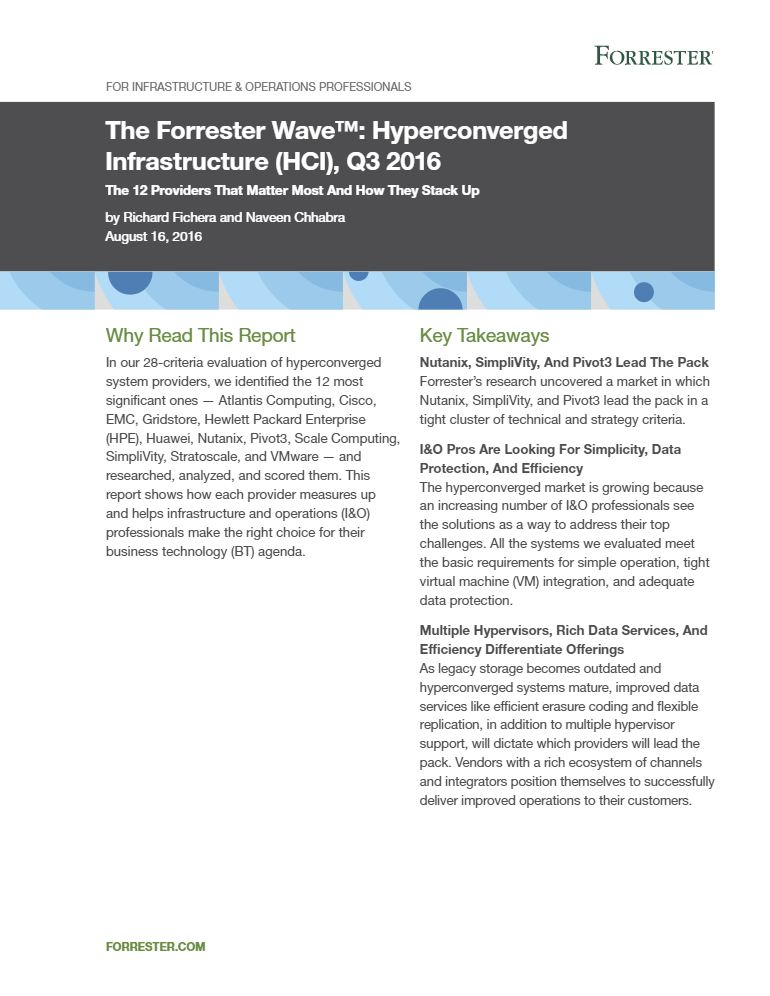 FORRESTER
FOR INFRASTRUCTURE & OPERATIONS PROFESSIONALS
The Forrester Wave™: Hyperconverged
Infrastructure (HCI), Q3 2016
The 12 Providers That Matter Most And How They Stack Up
by Richard Fichera and Naveen Chhabra
August 16, 2016
Why Read This Report
In our 28-criteria evaluation of hyperconverged
system providers, we identified the 12 most
significant ones — Atlantis Computing, Cisco,
EMC, Gridstore, Hewlett Packard Enterprise
(HPE), Huawei, Nutanix, Pivot3, Scale Computing,
SimpliVity, Stratoscale, and VMware — and
researched, analyzed, and scored them. This
report shows how each provider measures up
and helps infrastructure and operations (I&O)
professionals make the right choice for their
business technology (BT) agenda.
Key Takeaways
Nutanix, SimpliVity, And Pivot3 Lead The Pack
Forrester's research uncovered a market in which
Nutanix, SimpliVity, and Pivot3 lead the pack in a
tight cluster of technical and strategy criteria.
I&O Pros Are Looking For Simplicity, Data
Protection, And Efficiency
The hyperconverged market is growing because
an increasing number of I&O professionals see
the solutions as a way to address their top
challenges. All the systems we evaluated meet
the basic requirements for simple operation, tight
virtual machine (VM) integration, and adequate
data protection.
Multiple Hypervisors, Rich Data Services, And
Efficiency Differentiate Offerings
As legacy storage becomes outdated and
hyperconverged systems mature, improved data
services like efficient erasure coding and flexible
replication, in addition to multiple hypervisor
support, will dictate which providers will lead the
pack. Vendors with a rich ecosystem of channels
and integrators position themselves to successfully
deliver improved operations to their customers.
FORRESTER.COM